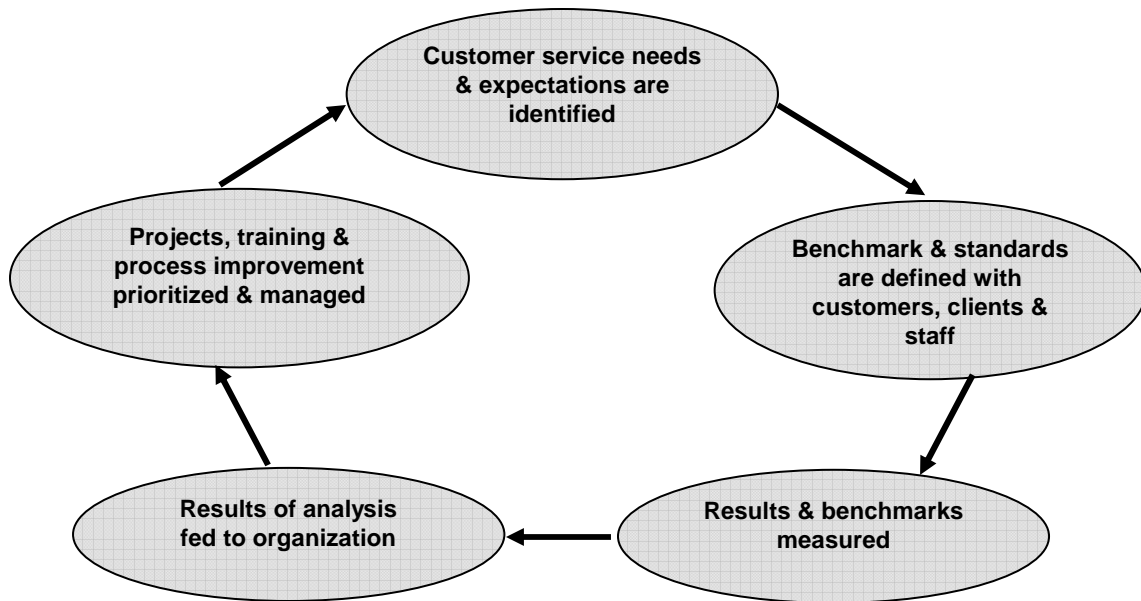 Customer service needs
& expectations are
identified
Benchmark & standards
are defined with
customers, clients &
staff
Results & benchmarks
measured
Results of analysis
fed to organization
Projects, training &
process improvement
prioritized & managed